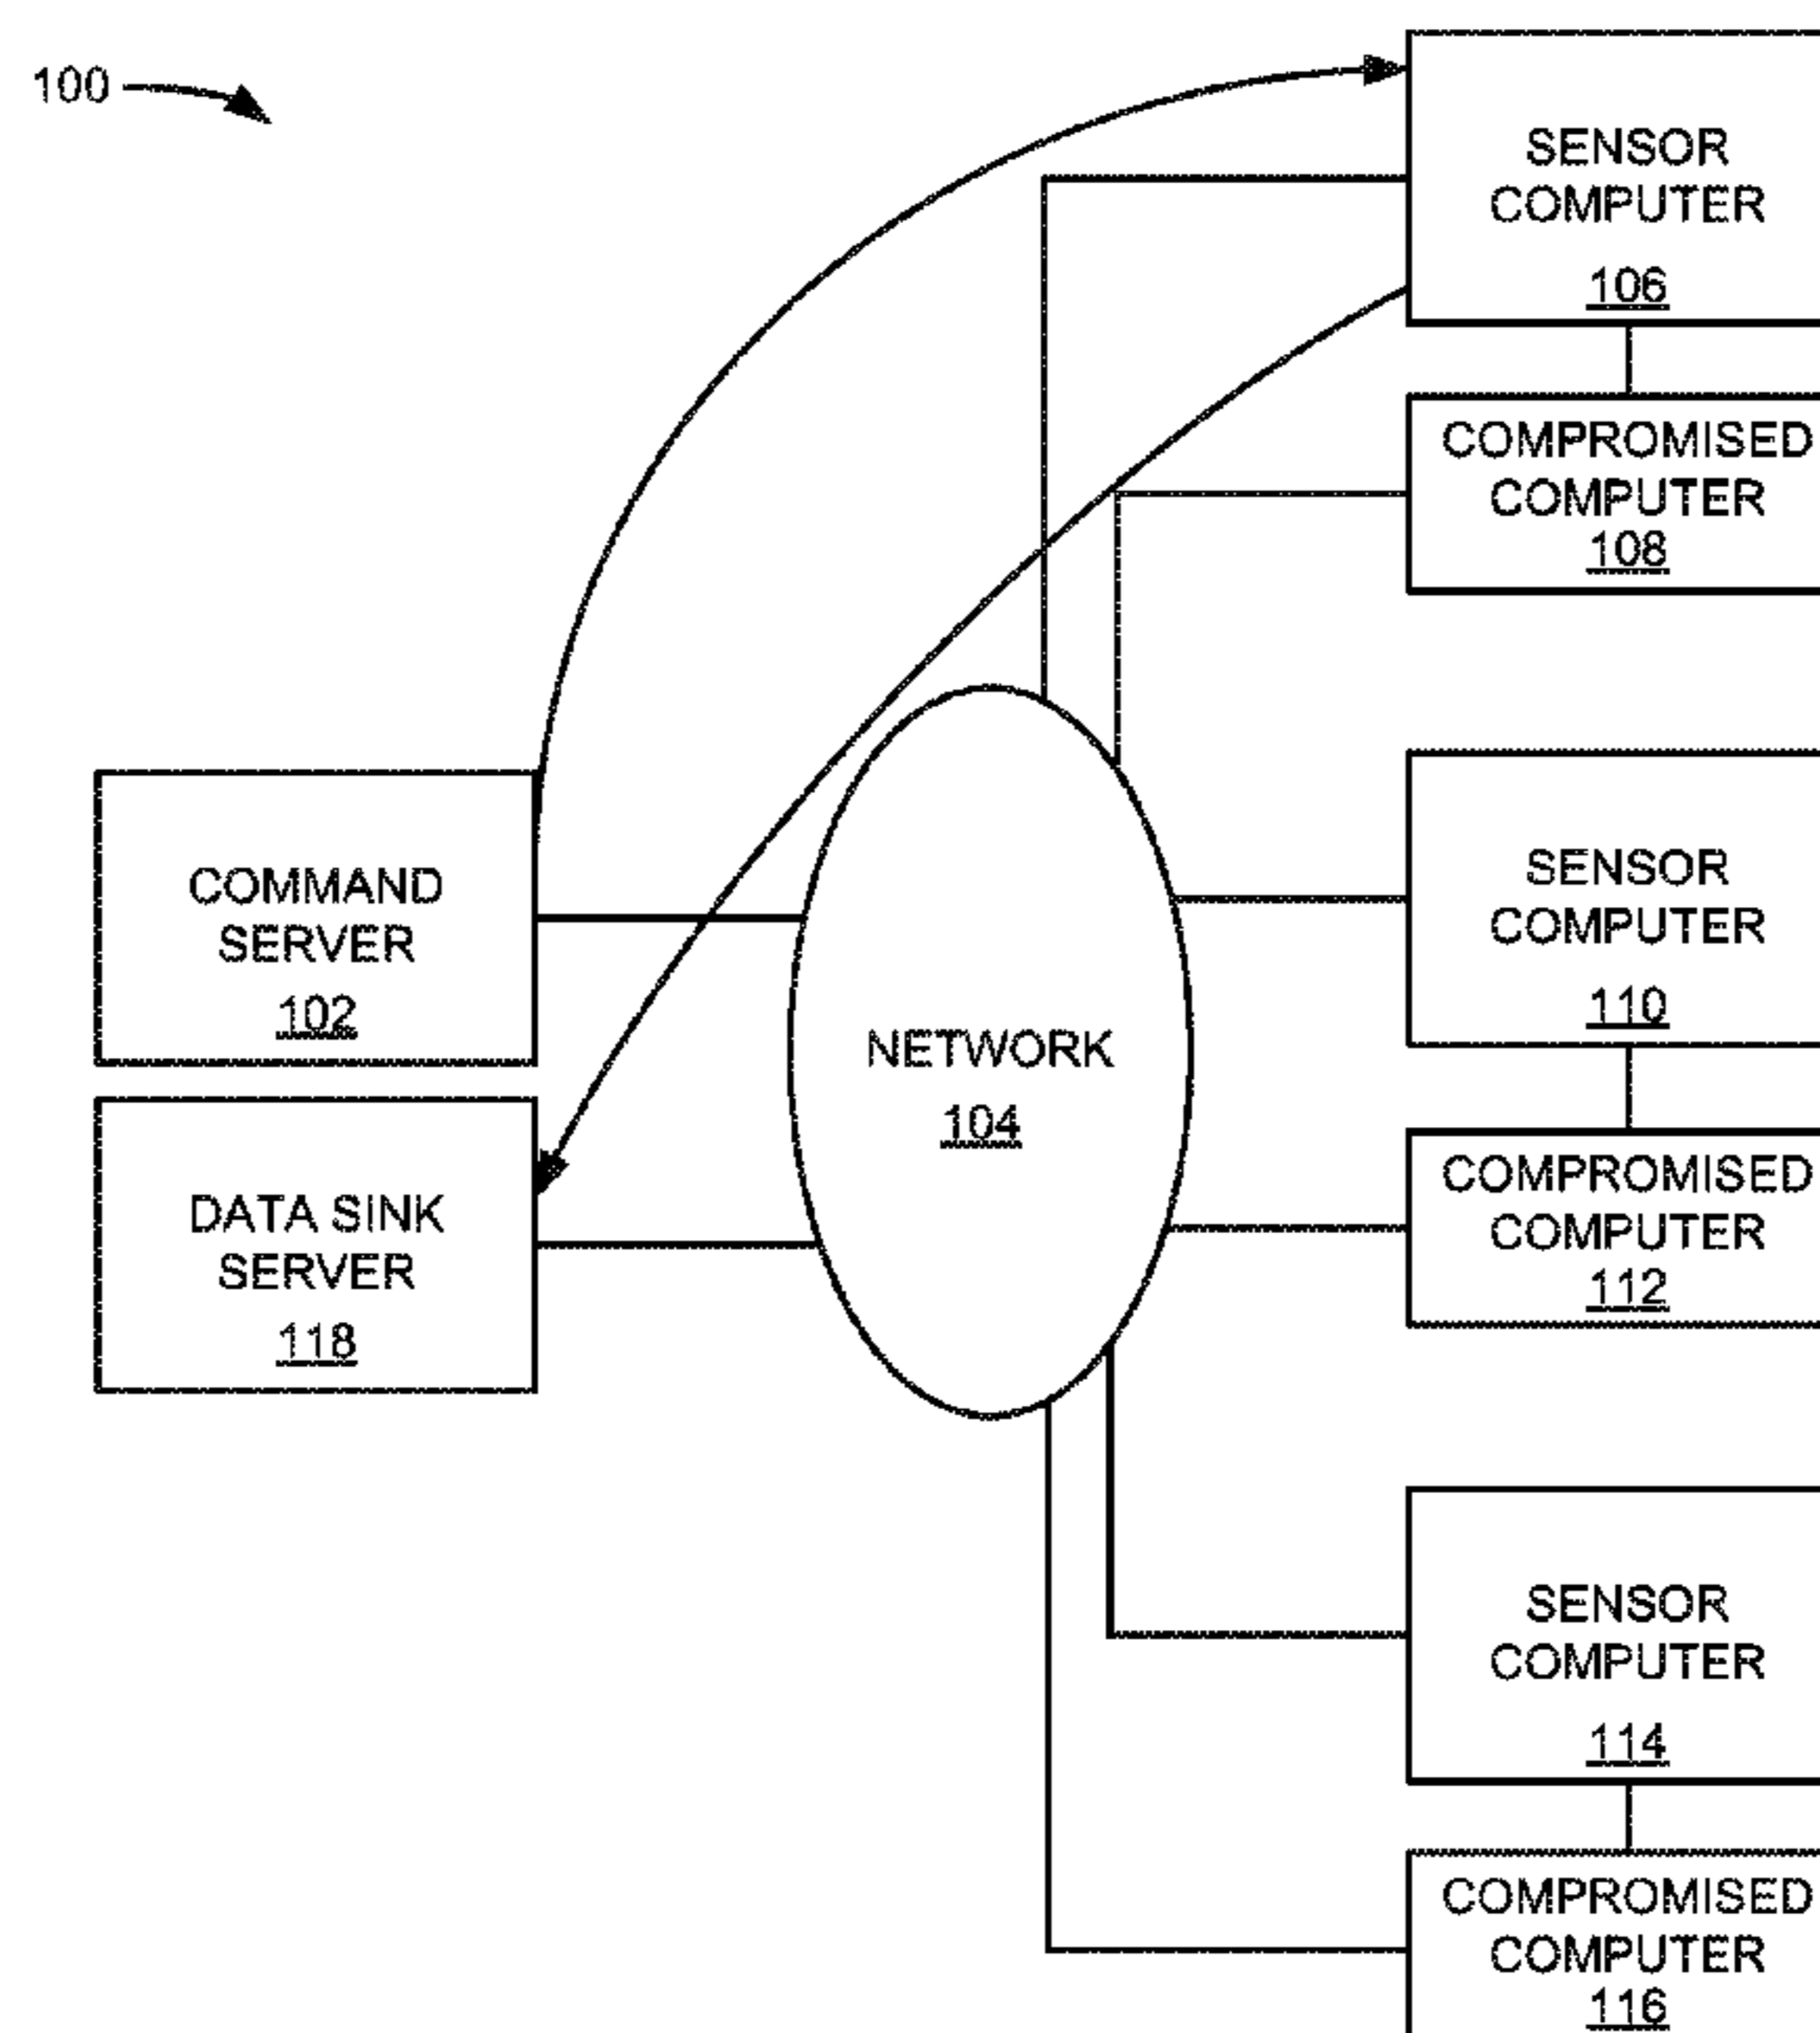 100
SENSOR
COMPUTER
106
COMPROMISED
COMPUTER
108
COMMAND
SERVER
102
DATA SINK
SERVER
118
NETWORK
104
SENSOR
COMPUTER
110
COMPROMISED
COMPUTER
112
SENSOR
COMPUTER
114
COMPROMISED
COMPUTER
116